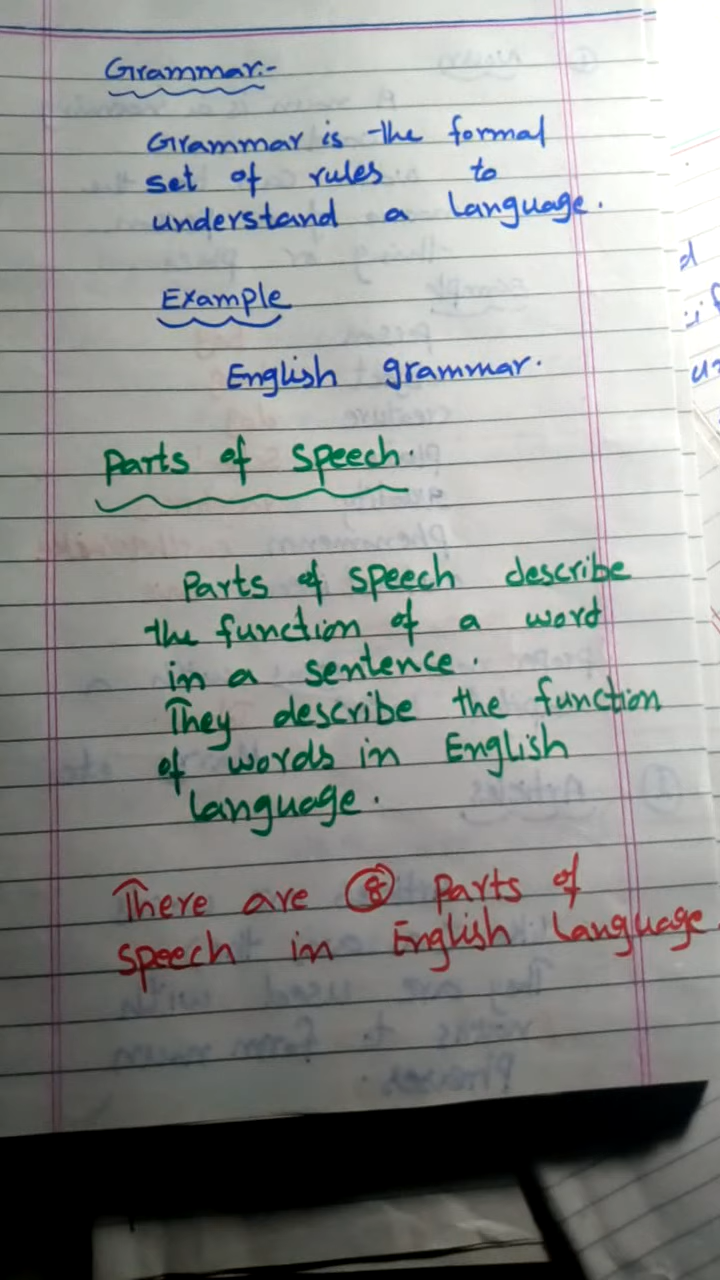 Grammar:-
Grammar is the formal
set of rules to
understand a language.
Example
English grammar.
Parts of speech.
Parts of speech describe
the function of a word
in a sentence.
They describe the function
of words in English
language.
There are 8 parts of
speech in English language